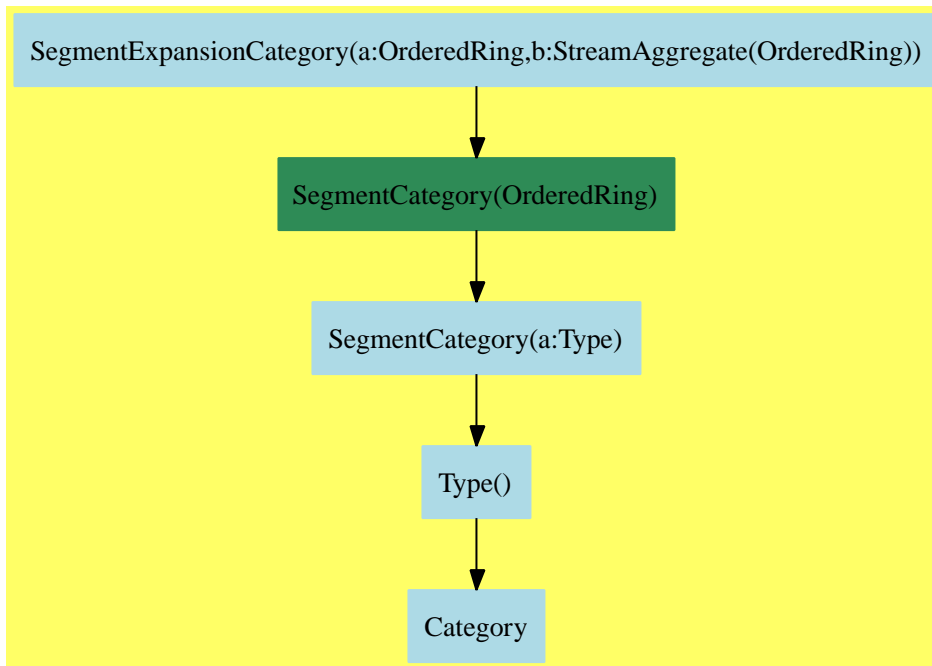 SegmentExpansionCategory(a:OrderedRing,b:StreamAggregate(OrderedRing))
SegmentCategory(OrderedRing)
SegmentCategory(a:Type)
Type()
Category